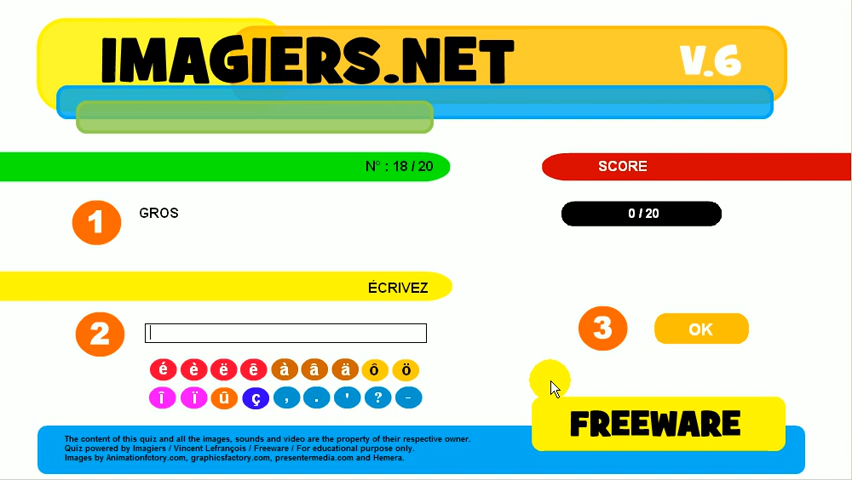 IMAGIERS.NET
V.6
N° : 18 / 20
SCORE
1
GROS
0 / 20
ÉCRIVEZ
2
3
OK
é è ë ē à â ä ô ö
î ï û ç , . ' ? -
FREEWARE
The content of this quiz and all the images, sounds and video are the property of their respective owner.
Quiz powered by Imagiers / Vincent Lefrançois / Freeware / For educational purpose only.
Images by Animationfctory.com, graphicsfactory.com, presentermedia.com and Hemera.